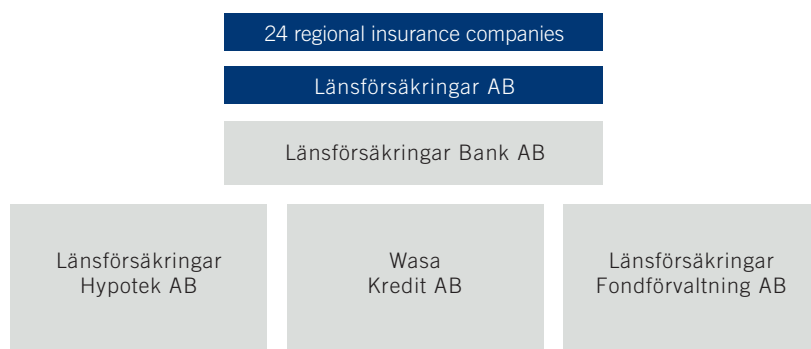 24 regional insurance companies
Länsförsäkringar AB
Länsförsäkringar Bank AB
Länsförsäkringar
Hypotek AB
Wasa
Kredit AB
Länsförsäkringar
Fondförvaltning AB